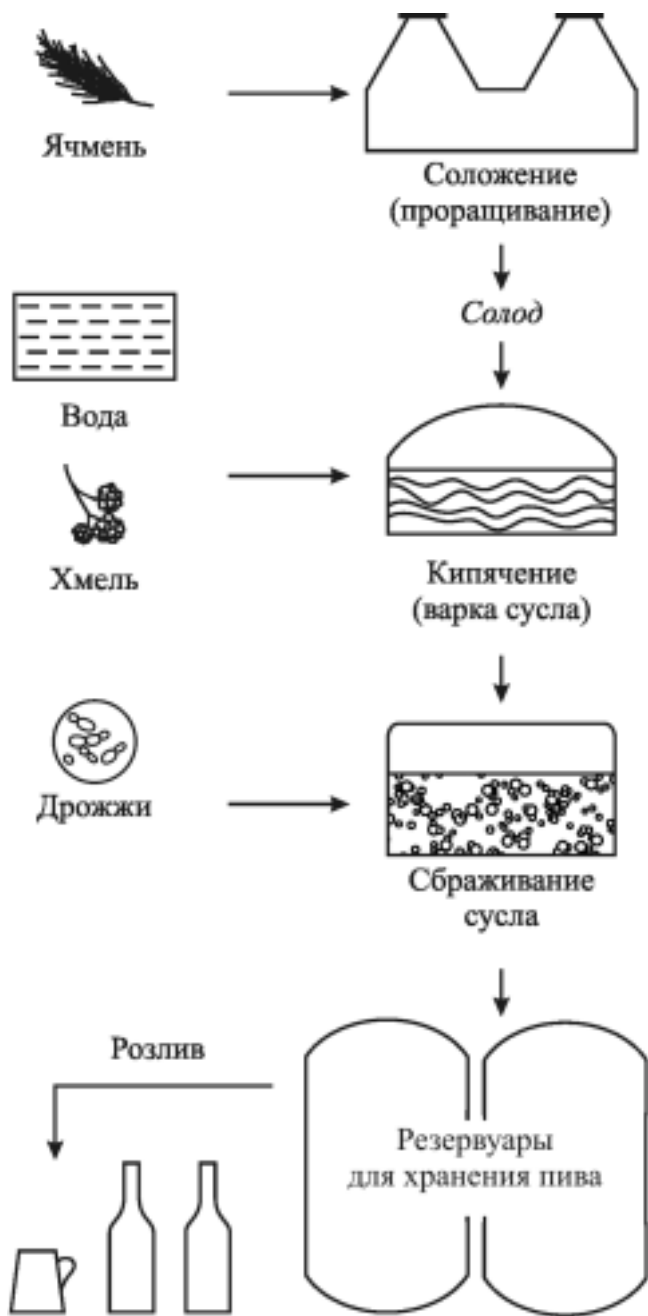 Ячмень
Соложение
(проращивание)
Солод
Вода
Хмель
Кипячение
(варка сусла)
Дрожжи
Сбраживание
сусла
Розлив
Резервуары
для хранения пива